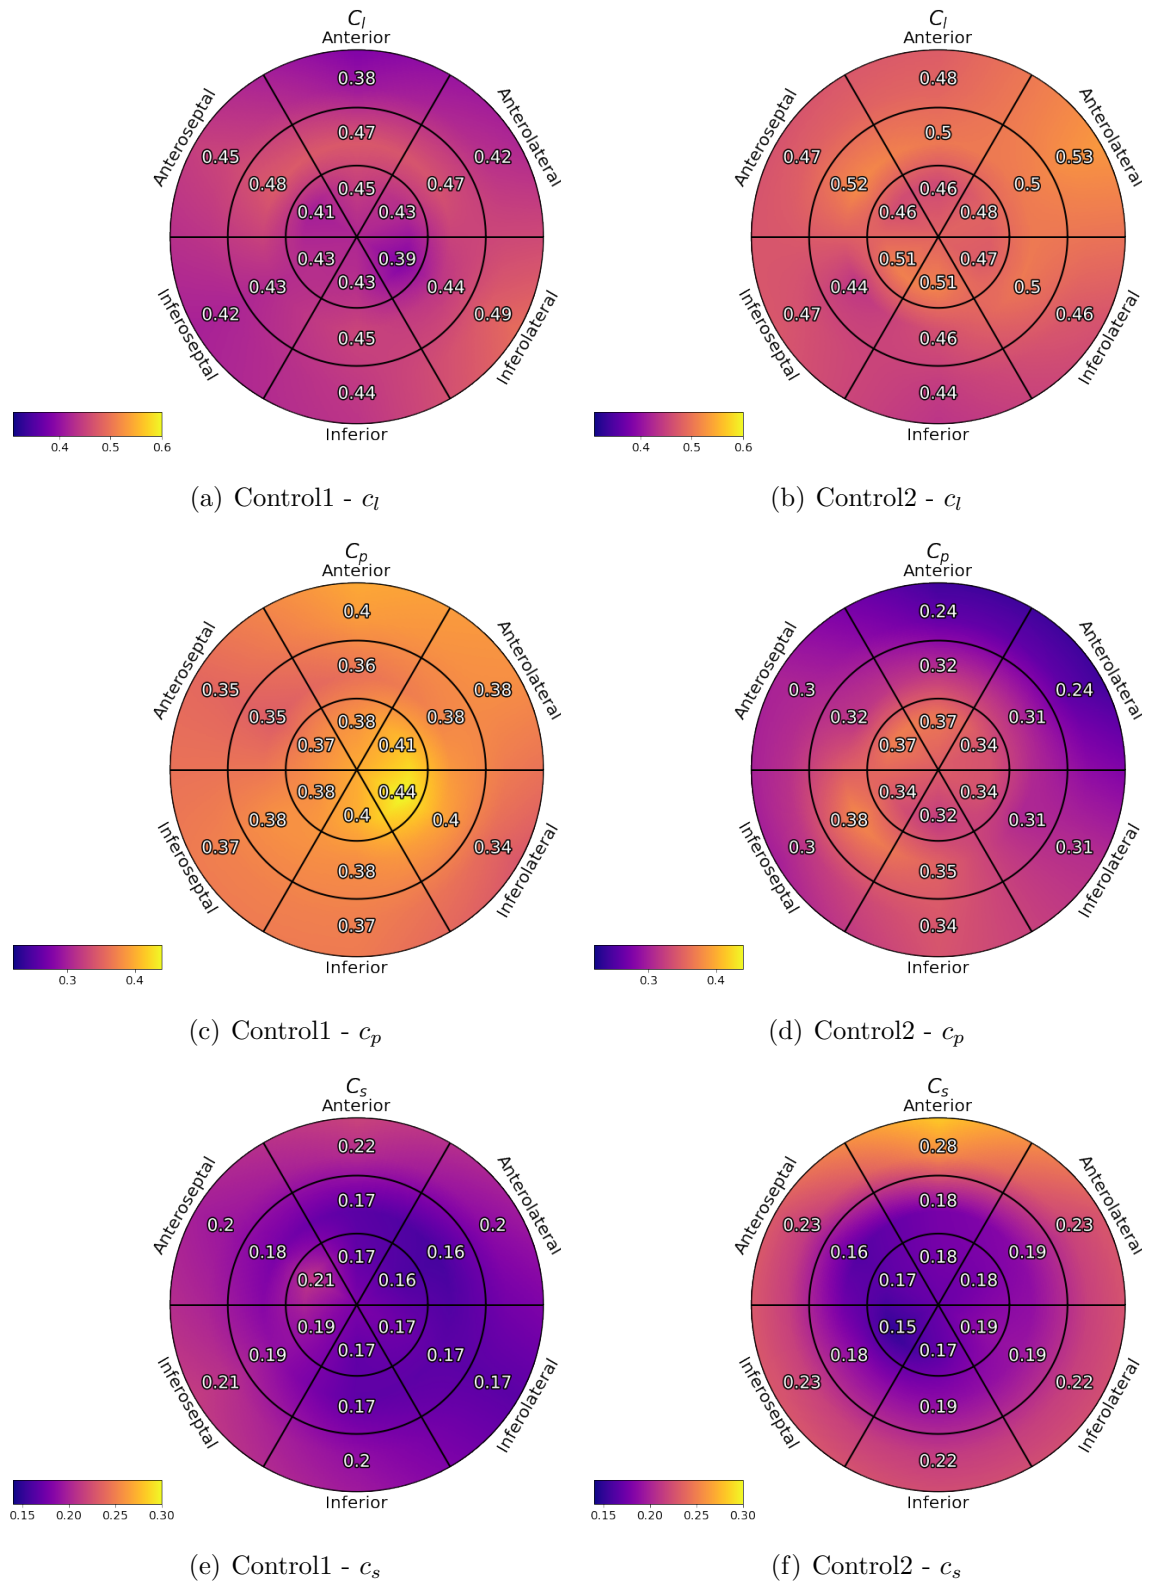 C_l
Anterior
0.38
Anteroseptal
Anterolateral
0.47
0.45
0.42
0.48
0.45
0.47
0.41
0.43
0.43
0.39
0.43
0.43
0.44
0.42
0.49
Inferoseptal
Inferolateral
0.45
0.44
Inferior
0.4 0.5 0.6
(a) Control1 - c_l
C_l
Anterior
0.48
Anteroseptal
Anterolateral
0.5
0.47
0.53
0.52
0.46
0.5
0.46
0.48
0.51
0.47
0.44
0.51
0.5
0.47
0.46
Inferoseptal
Inferolateral
0.46
0.44
Inferior
0.4 0.5 0.6
(b) Control2 - c_l
C_p
Anterior
0.4
Anteroseptal
Anterolateral
0.36
0.35
0.38
0.35
0.38
0.38
0.37
0.41
0.38
0.44
0.38
0.4
0.4
0.37
0.34
Inferoseptal
Inferolateral
0.38
0.37
Inferior
0.3 0.4
(c) Control1 - c_p
C_p
Anterior
0.24
Anteroseptal
Anterolateral
0.32
0.3
0.24
0.32
0.37
0.31
0.37
0.34
0.34
0.34
0.38
0.32
0.31
0.3
0.31
Inferoseptal
Inferolateral
0.35
0.34
Inferior
0.3 0.4
(d) Control2 - c_p
C_s
Anterior
0.22
Anteroseptal
Anterolateral
0.17
0.2
0.2
0.18
0.17
0.16
0.21
0.16
0.19
0.17
0.19
0.17
0.17
0.21
0.17
Inferoseptal
Inferolateral
0.17
0.2
Inferior
0.15 0.20 0.25 0.30
(e) Control1 - c_s
C_s
Anterior
0.28
Anteroseptal
Anterolateral
0.18
0.23
0.23
0.16
0.18
0.19
0.17
0.18
0.15
0.19
0.18
0.17
0.19
0.23
0.22
Inferoseptal
Inferolateral
0.19
0.22
Inferior
0.15 0.20 0.25 0.30
(f) Control2 - c_s